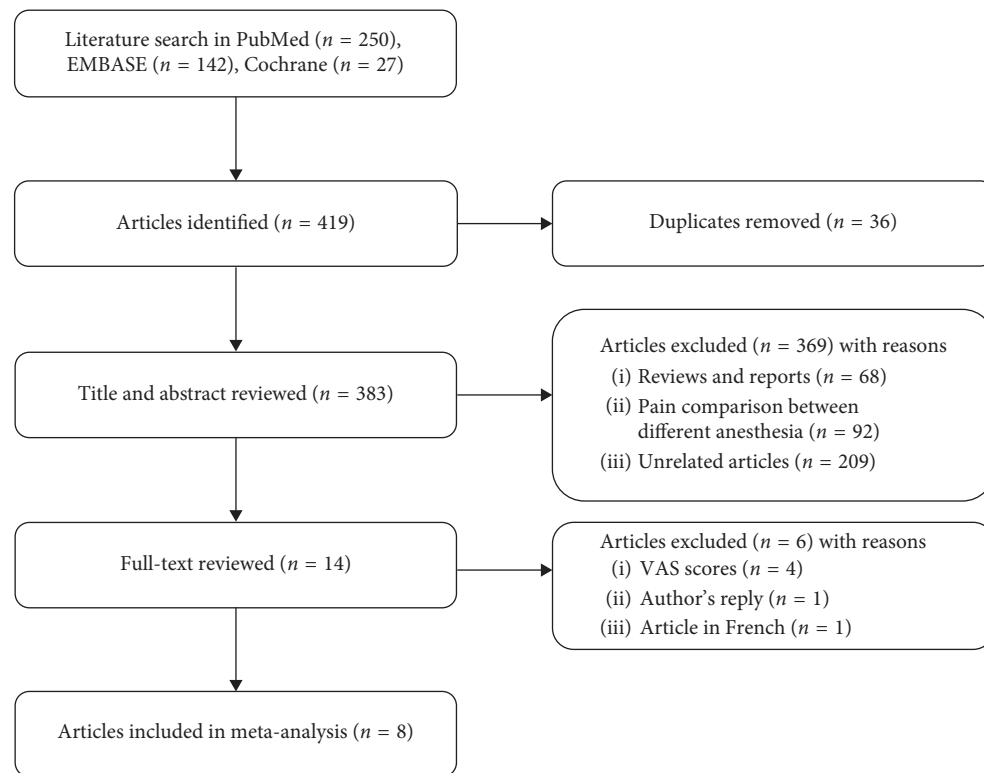 Literature search in PubMed (n = 250),
EMBASE (n = 142), Cochrane (n = 27)
Articles identified (n = 419)
Duplicates removed (n = 36)
Title and abstract reviewed (n = 383)
Articles excluded (n = 369) with reasons
(i) Reviews and reports (n = 68)
(ii) Pain comparison between
different anesthesia (n = 92)
(iii) Unrelated articles (n = 209)
Full-text reviewed (n = 14)
Articles excluded (n = 6) with reasons
(i) VAS scores (n = 4)
(ii) Author's reply (n = 1)
(iii) Article in French (n = 1)
Articles included in meta-analysis (n = 8)